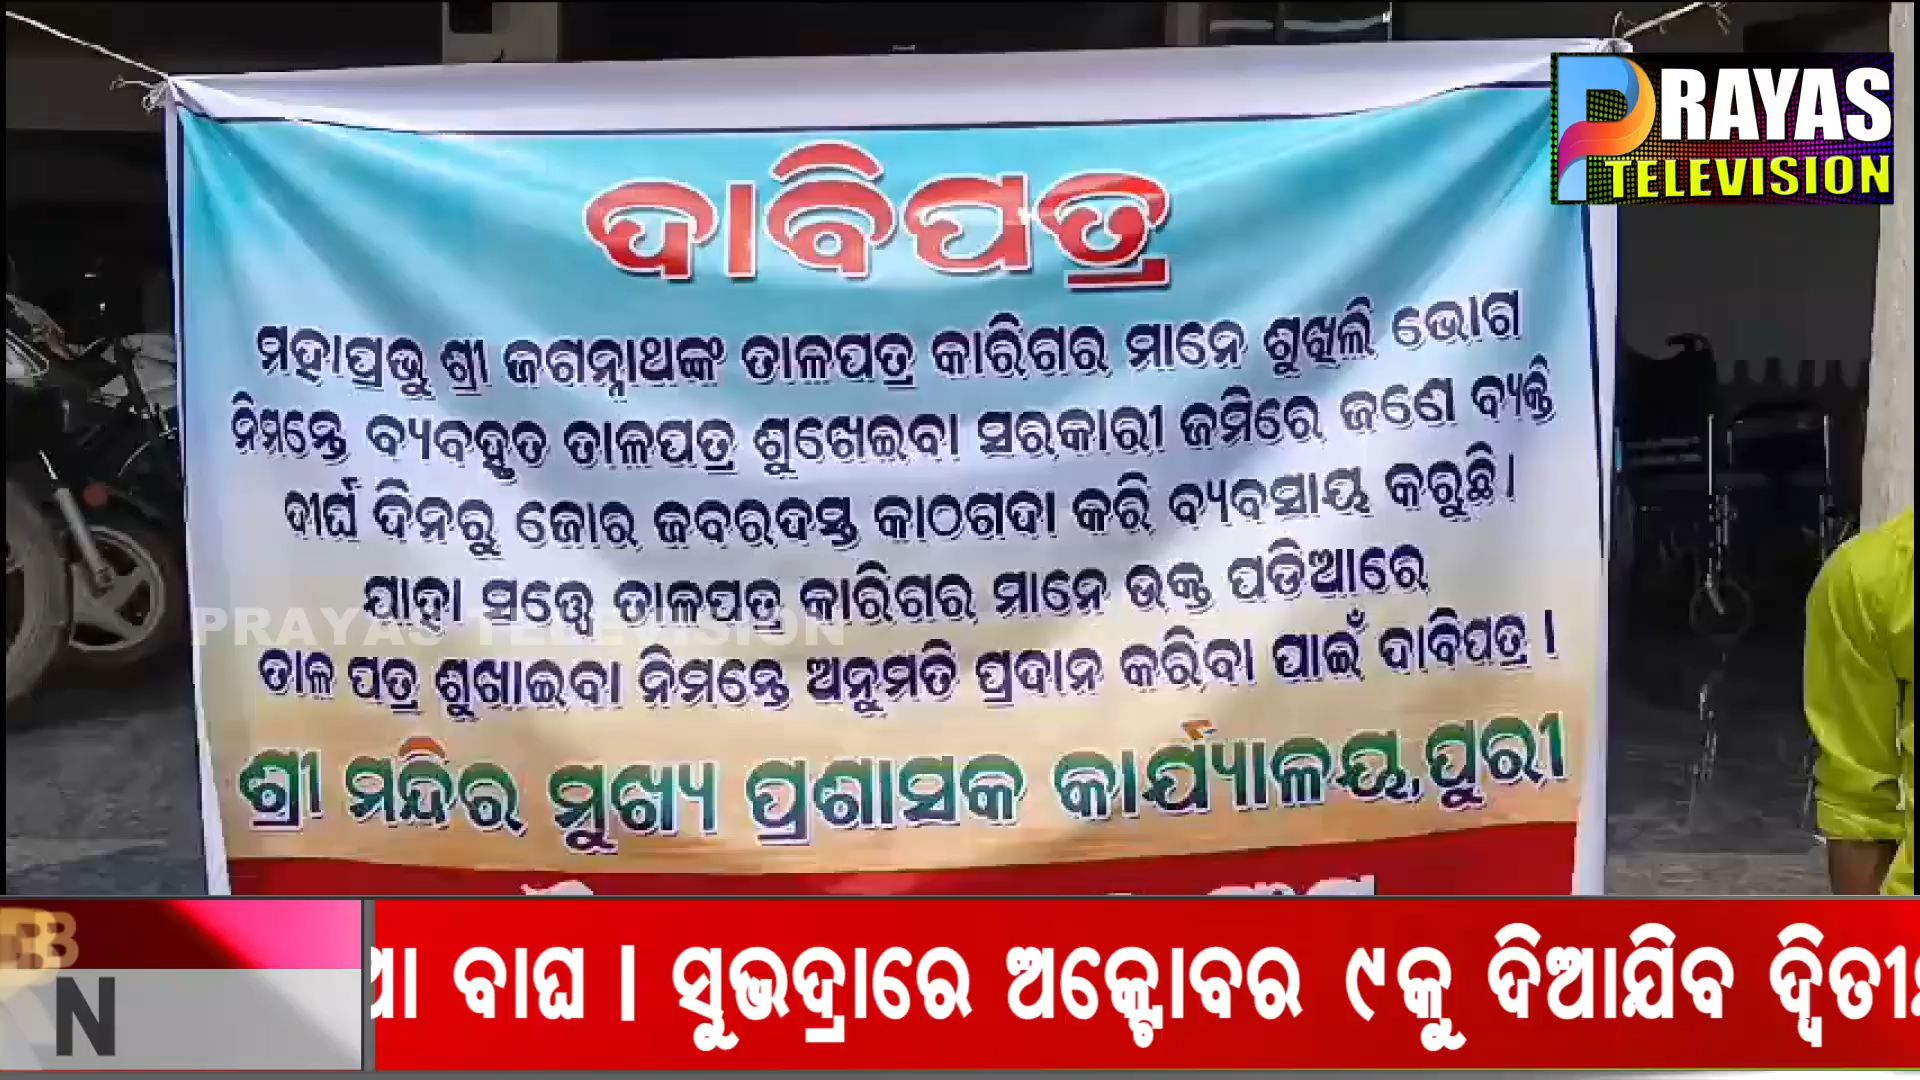 PRAYAS
TELEVISION
ଦାବିପତ୍ର
ମହାପ୍ରଭୁ ଶ୍ରୀ ଜଗନ୍ନାଥଙ୍କ ତାଳପତ୍ର କାରିଗର ମାନେ ଶୁଖିଲି ଭୋଗ
ନିମନ୍ତେ ବ୍ୟବହୃତ ତାଳପତ୍ର ଶୁଖେଇବା ସରକାରୀ ଜମିରେ ଜଣେ ବ୍ୟକ୍ତି
ଦୀର୍ଘ ଦିନରୁ ଜୋର ଜବରଦସ୍ତ କାଠଗଦା କରି ବ୍ୟବସାୟ କରୁଛି।
ଯାହା ସତ୍ତ୍ୱେ ତାଳପତ୍ର କାରିଗର ମାନେ ଉକ୍ତ ପଡିଆରେ
ତାଳ ପତ୍ର ଶୁଖାଇବା ନିମନ୍ତେ ଅନୁମତି ପ୍ରଦାନ କରିବା ପାଇଁ ଦାବିପତ୍ର ।
PRAYAS TELEVISION
ଶ୍ରୀ ମନ୍ଦିର ମୁଖ୍ୟ ପ୍ରଶାସକ କାର୍ଯ୍ୟାଳୟ,ପୁରୀ
N
ବାଘ । ସୁଭଦ୍ରାରେ ଅକ୍ଟୋବର ୯କୁ ଦିଆଯିବ